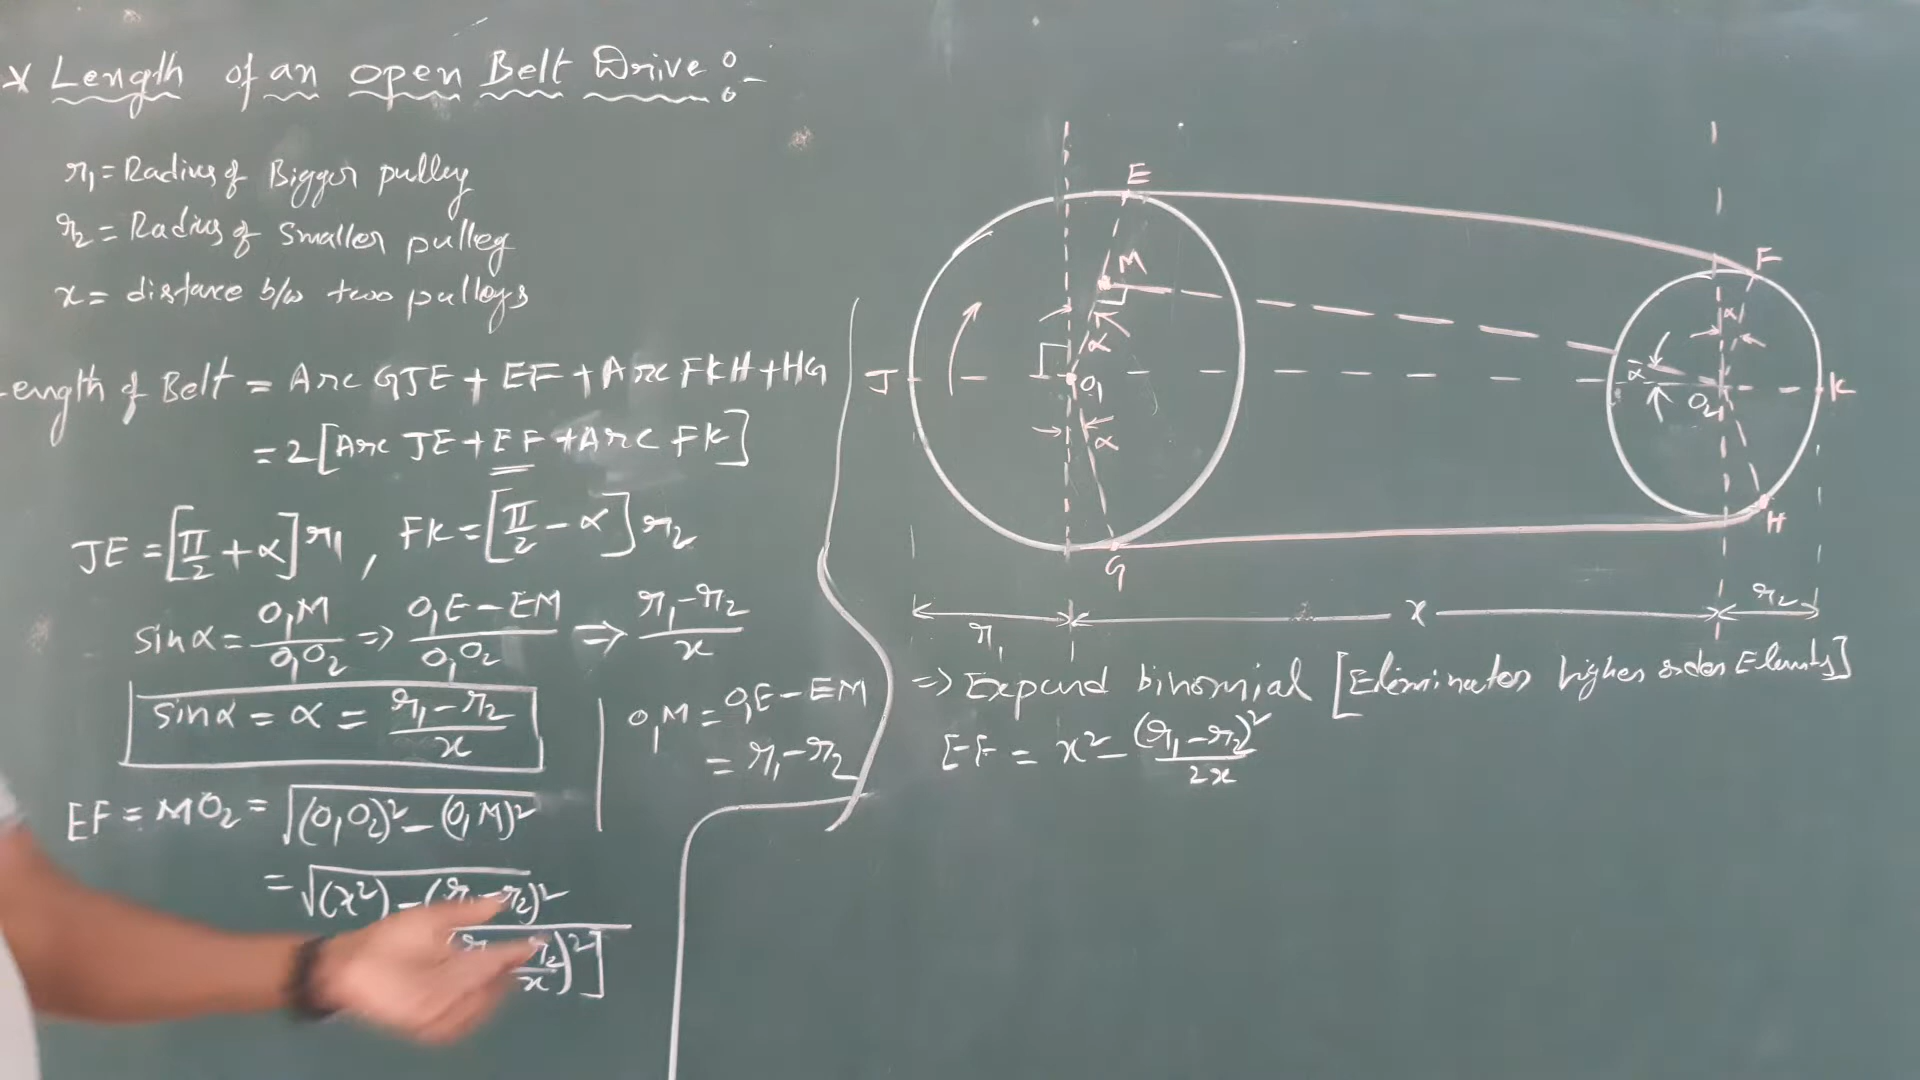 * Length of an open Belt Drive :-
r₁ = Radius of Bigger pulley
r₂ = Radius of Smaller pulley
x = distance b/w two pulleys
Length of Belt = Arc GJE + EF + Arc FKH + HG
= 2[Arc JE + EF + Arc FK]
JE = [π/2 + α] r₁ , FK = [π/2 - α] r₂
sin α = O₁M/O₁O₂ => O₁E - EM/O₁O₂ => r₁ - r₂/x
sin α = α = r₁ - r₂/x
O₁M = O₁E - EM
= r₁ - r₂
EF = MO₂ = √(O₁O₂)² - (O₁M)²
= √(x²) - (r₁ - r₂)²
r₂/x)²]
E
F
M
α
α
α
α
J
O₁
O₂
K
G
H
r₁
x
r₂
=> Expand binomial [Eliminates higher order Elements]
EF = x² - (r₁ - r₂)²/2x